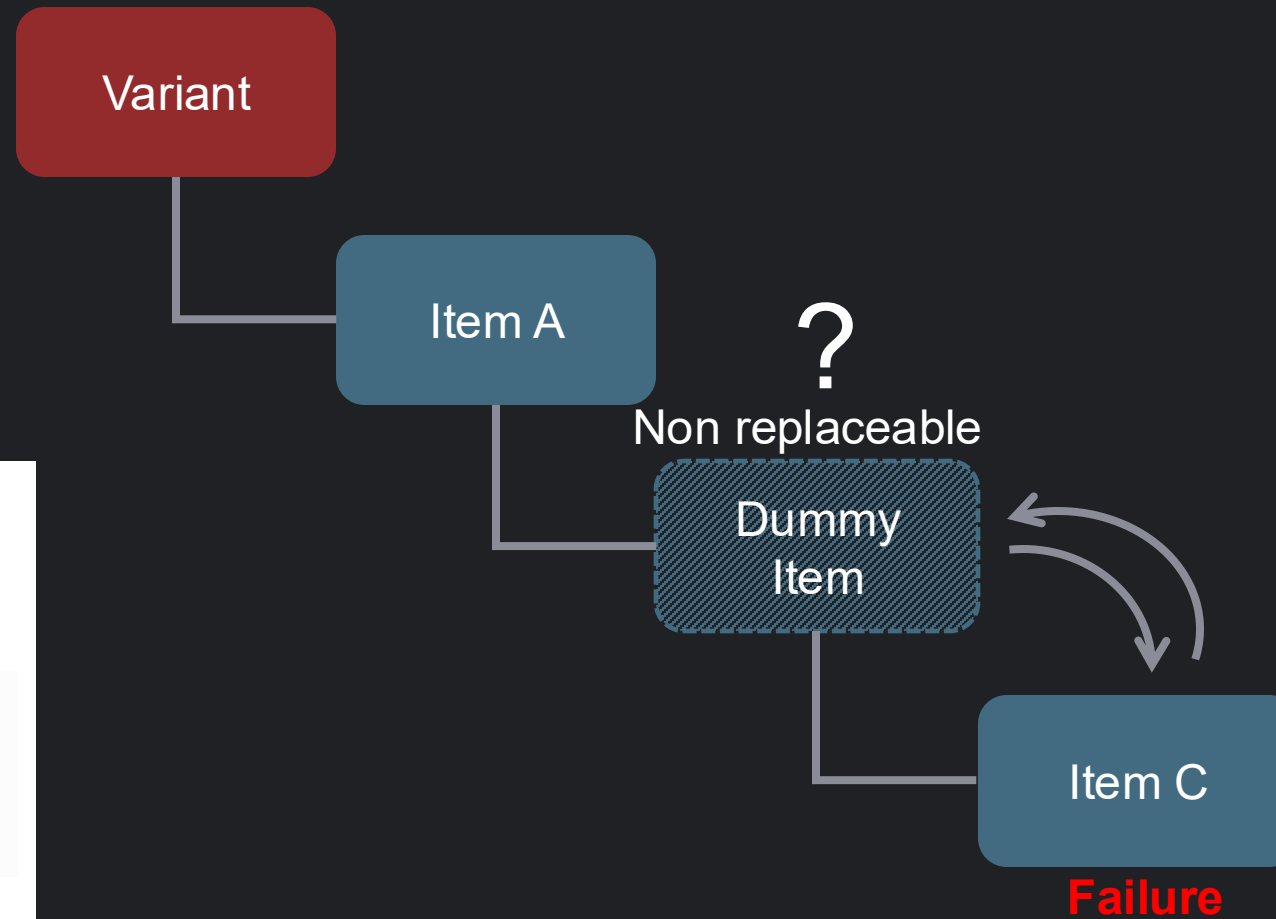 Variant
Item A
?
Non replaceable
Dummy
Item
Item C
Failure